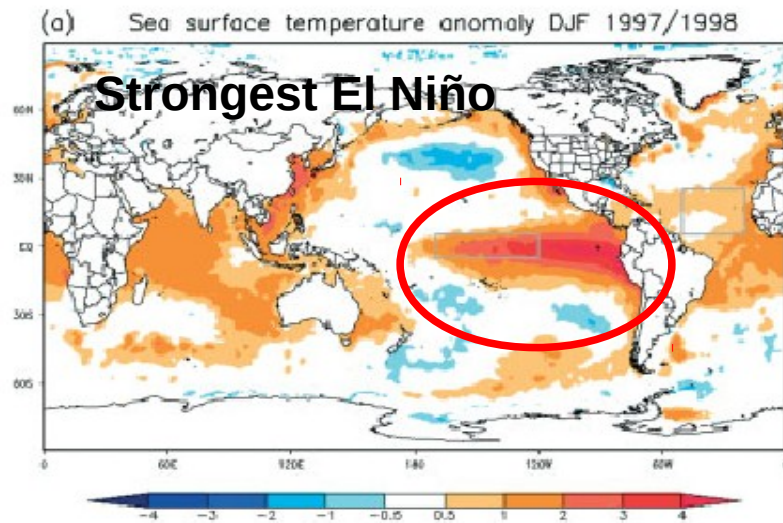 (a) Sea surface temperature anomaly DJF 1997/1998
Strongest El Niño
60N
30N
EQ
30S
60S
0 60E 120E 180 120W 60W 0
-4 -3 -2 -1 -0.5 0.5 1 2 3 4